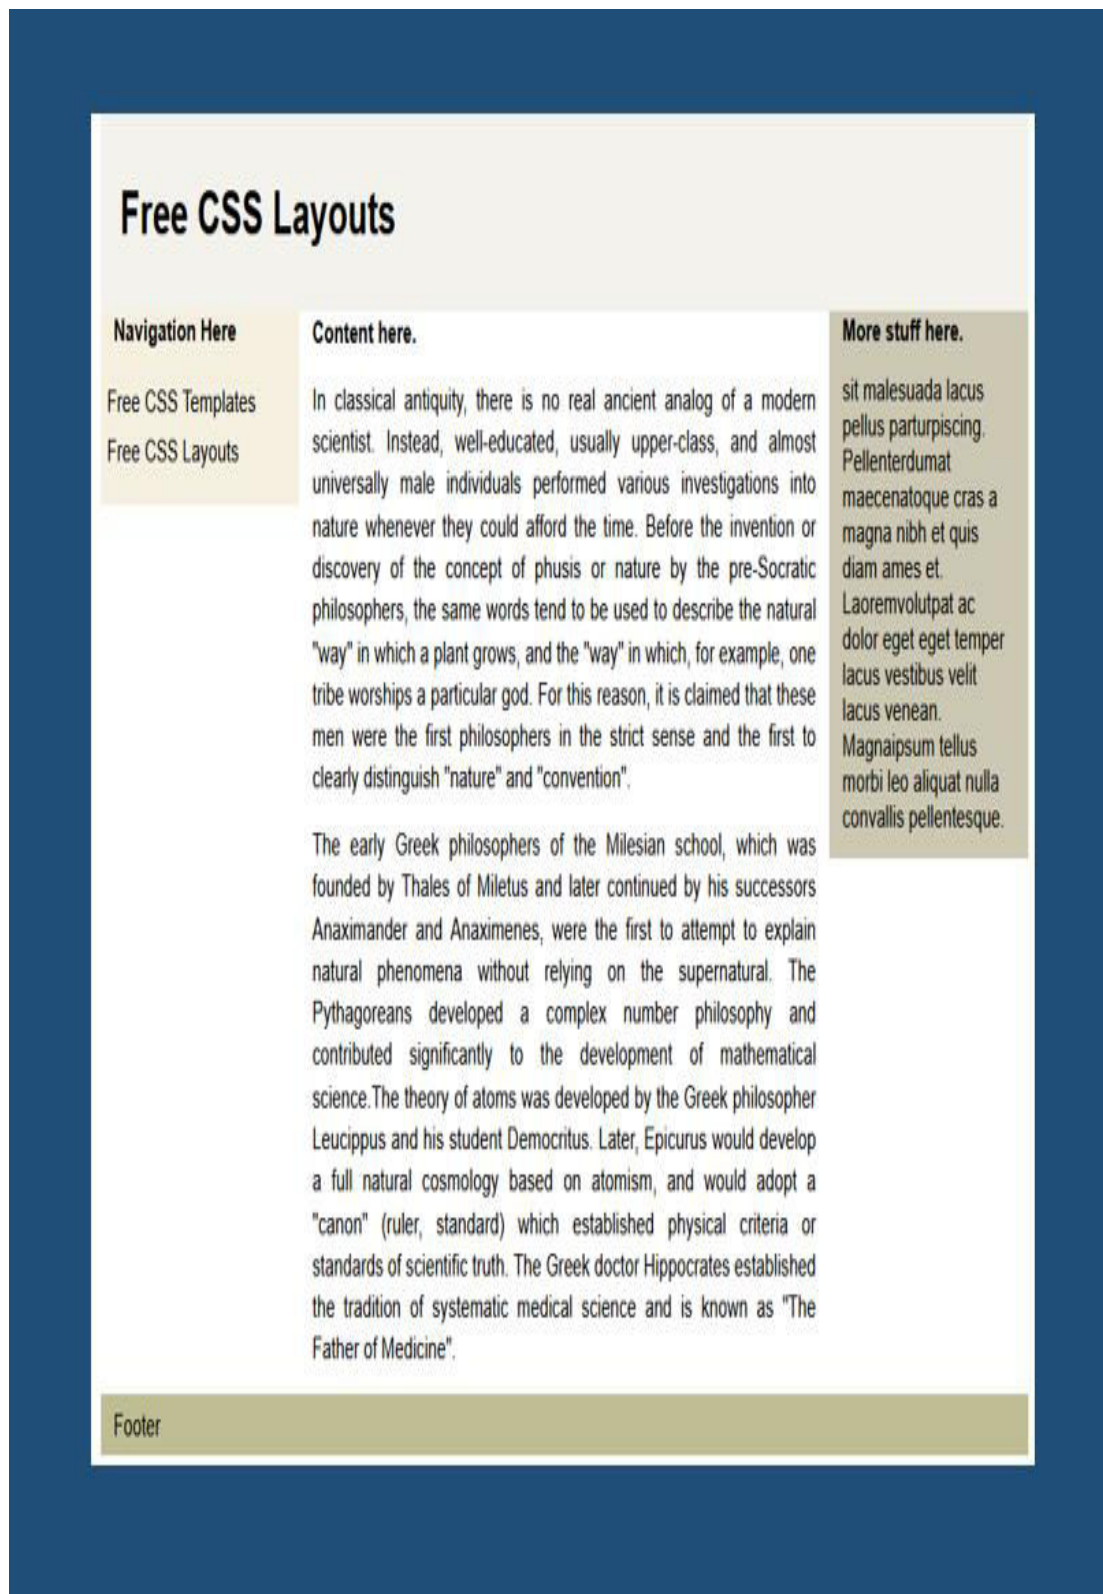 Free CSS Layouts
Navigation Here
Free CSS Templates
Free CSS Layouts
Content here.
In classical antiquity, there is no real ancient analog of a modern
scientist. Instead, well-educated, usually upper-class, and almost
universally male individuals performed various investigations into
nature whenever they could afford the time. Before the invention or
discovery of the concept of phusis or nature by the pre-Socratic
philosophers, the same words tend to be used to describe the natural
"way" in which a plant grows, and the "way" in which, for example, one
tribe worships a particular god. For this reason, it is claimed that these
men were the first philosophers in the strict sense and the first to
clearly distinguish "nature" and "convention".
The early Greek philosophers of the Milesian school, which was
founded by Thales of Miletus and later continued by his successors
Anaximander and Anaximenes, were the first to attempt to explain
natural phenomena without relying on the supernatural. The
Pythagoreans developed a complex number philosophy and
contributed significantly to the development of mathematical
science.The theory of atoms was developed by the Greek philosopher
Leucippus and his student Democritus. Later, Epicurus would develop
a full natural cosmology based on atomism, and would adopt a
"canon" (ruler, standard) which established physical criteria or
standards of scientific truth. The Greek doctor Hippocrates established
the tradition of systematic medical science and is known as "The
Father of Medicine".
More stuff here.
sit malesuada lacus
pellus parturpiscing.
Pellenterdumat
maecenatoque cras a
magna nibh et quis
diam ames et.
Laoremvolutpat ac
dolor eget eget temper
lacus vestibus velit
lacus venean.
Magnaipsum tellus
morbi leo aliquat nulla
convallis pellentesque.
Footer